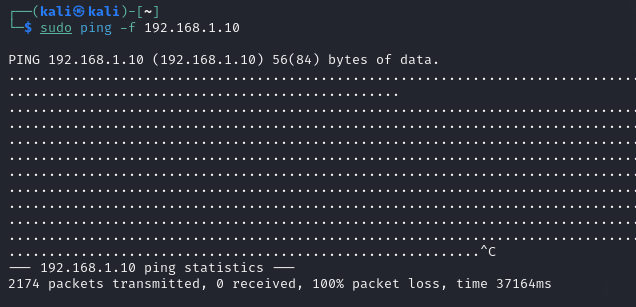 ┌──(kali㉿kali)-[~]
└─$ sudo ping -f 192.168.1.10
PING 192.168.1.10 (192.168.1.10) 56(84) bytes of data.
...............................................................................
.................................................
...............................................................................
...............................................................................
...............................................................................
...............................................................................
...............................................................................
...............................................................................
...............................................................................
...............................................................................
...............................................................................
...........................................................^C
--- 192.168.1.10 ping statistics ---
2174 packets transmitted, 0 received, 100% packet loss, time 37164ms